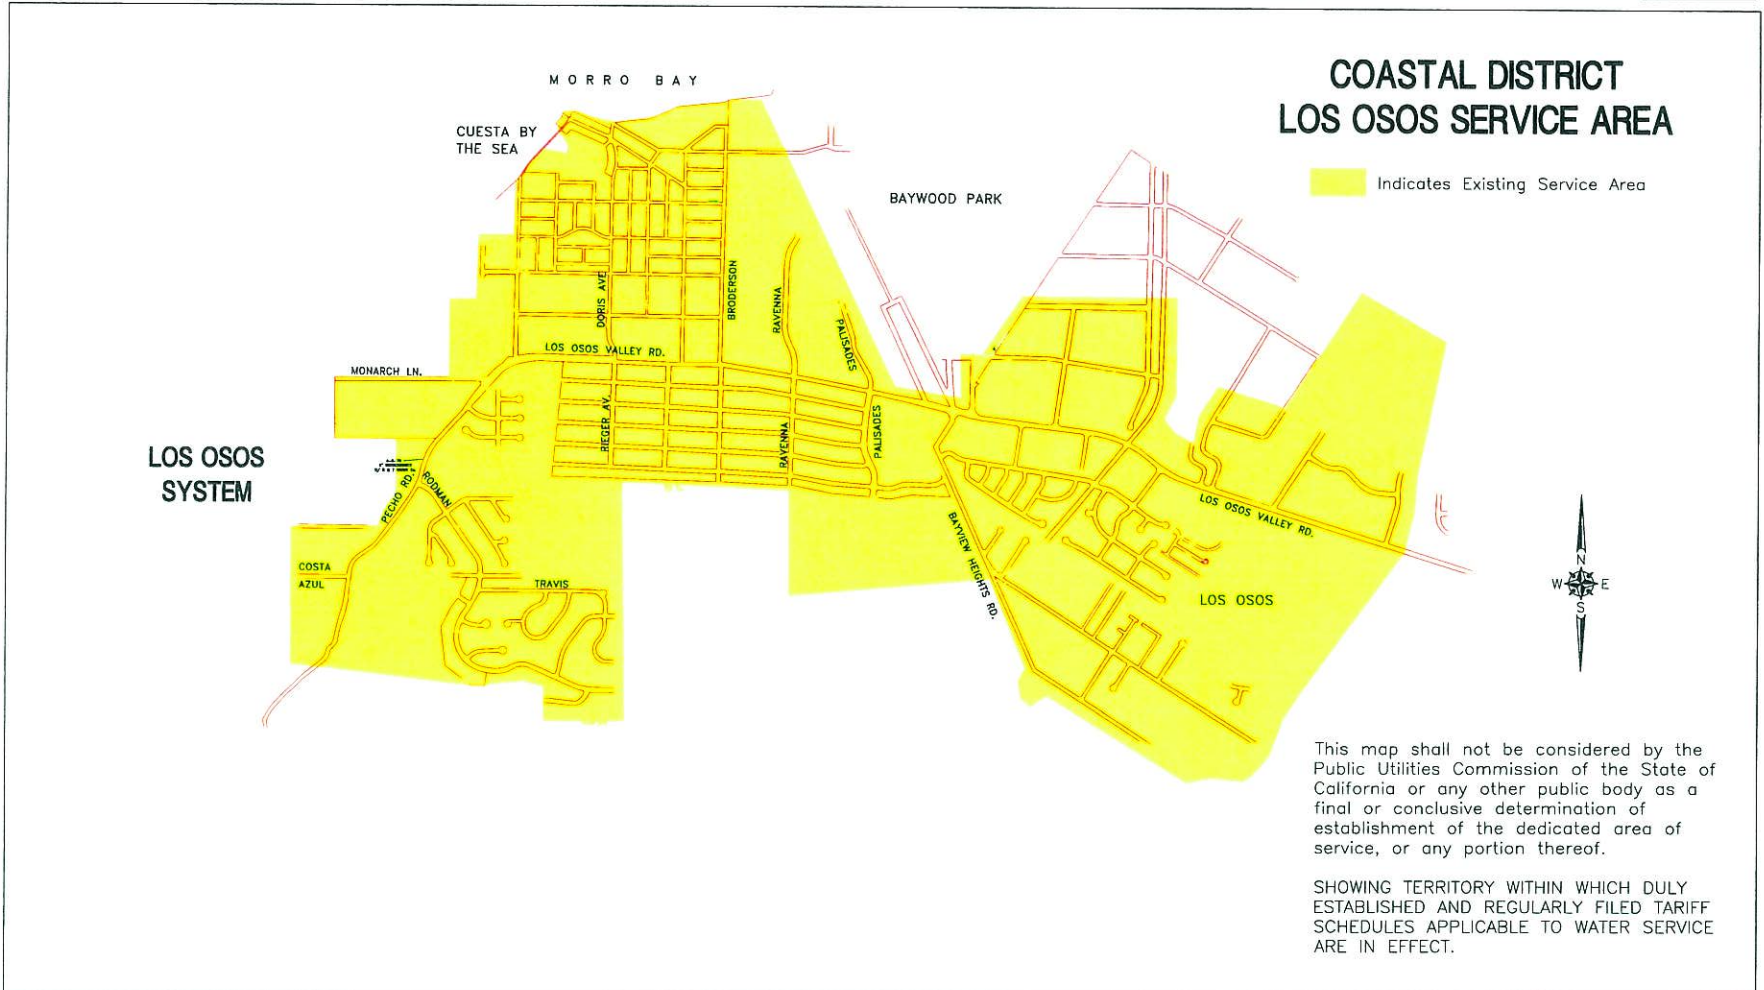 COASTAL DISTRICT
LOS OSOS SERVICE AREA
Indicates Existing Service Area
MORRO BAY
CUESTA BY
THE SEA
BAYWOOD PARK
DORIS AVE
BRODERSON
RAVENNA
PALISADES
LOS OSOS VALLEY RD.
MONARCH LN.
RIEGER AV.
RAVENNA
PALISADES
LOS OSOS
SYSTEM
PECHO RD.
RODMAN
LOS OSOS VALLEY RD.
BAYVIEW HEIGHTS RD.
COSTA
AZUL
TRAVIS
LOS OSOS
N
W E
S
This map shall not be considered by the
Public Utilities Commission of the State of
California or any other public body as a
final or conclusive determination of
establishment of the dedicated area of
service, or any portion thereof.
SHOWING TERRITORY WITHIN WHICH DULY
ESTABLISHED AND REGULARLY FILED TARIFF
SCHEDULES APPLICABLE TO WATER SERVICE
ARE IN EFFECT.